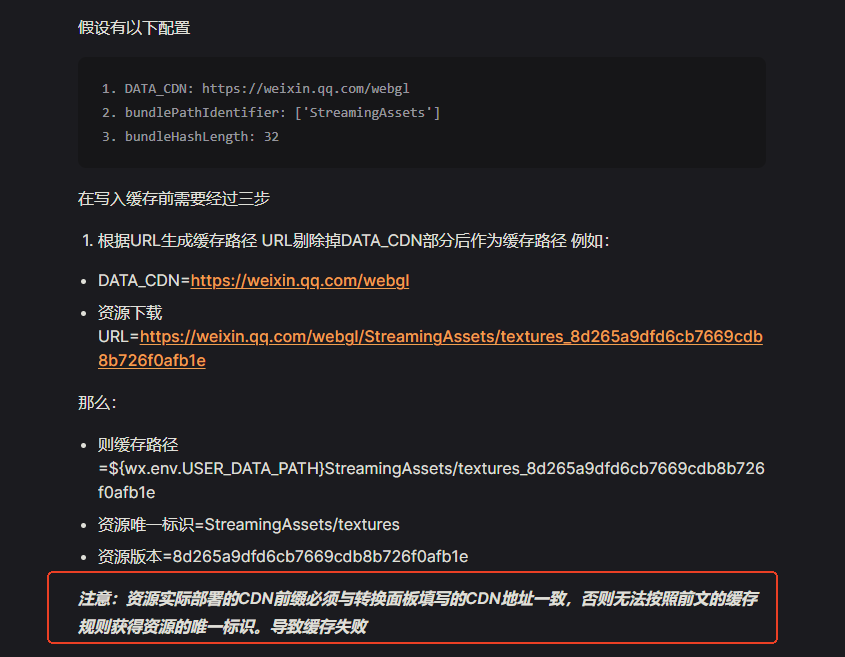 假设有以下配置
1. DATA_CDN: https://weixin.qq.com/webgl
2. bundlePathIdentifier: ['StreamingAssets']
3. bundleHashLength: 32
在写入缓存前需要经过三步
1. 根据URL生成缓存路径 URL剔除掉DATA_CDN部分后作为缓存路径 例如：
• DATA_CDN=https://weixin.qq.com/webgl
• 资源下载
URL=https://weixin.qq.com/webgl/StreamingAssets/textures_8d265a9dfd6cb7669cdb
8b726f0afb1e
那么：
• 则缓存路径
=${wx.env.USER_DATA_PATH}StreamingAssets/textures_8d265a9dfd6cb7669cdb8b726
f0afb1e
• 资源唯一标识=StreamingAssets/textures
• 资源版本=8d265a9dfd6cb7669cdb8b726f0afb1e
注意：资源实际部署的CDN前缀必须与转换面板填写的CDN地址一致，否则无法按照前文的缓存
规则获得资源的唯一标识。导致缓存失败